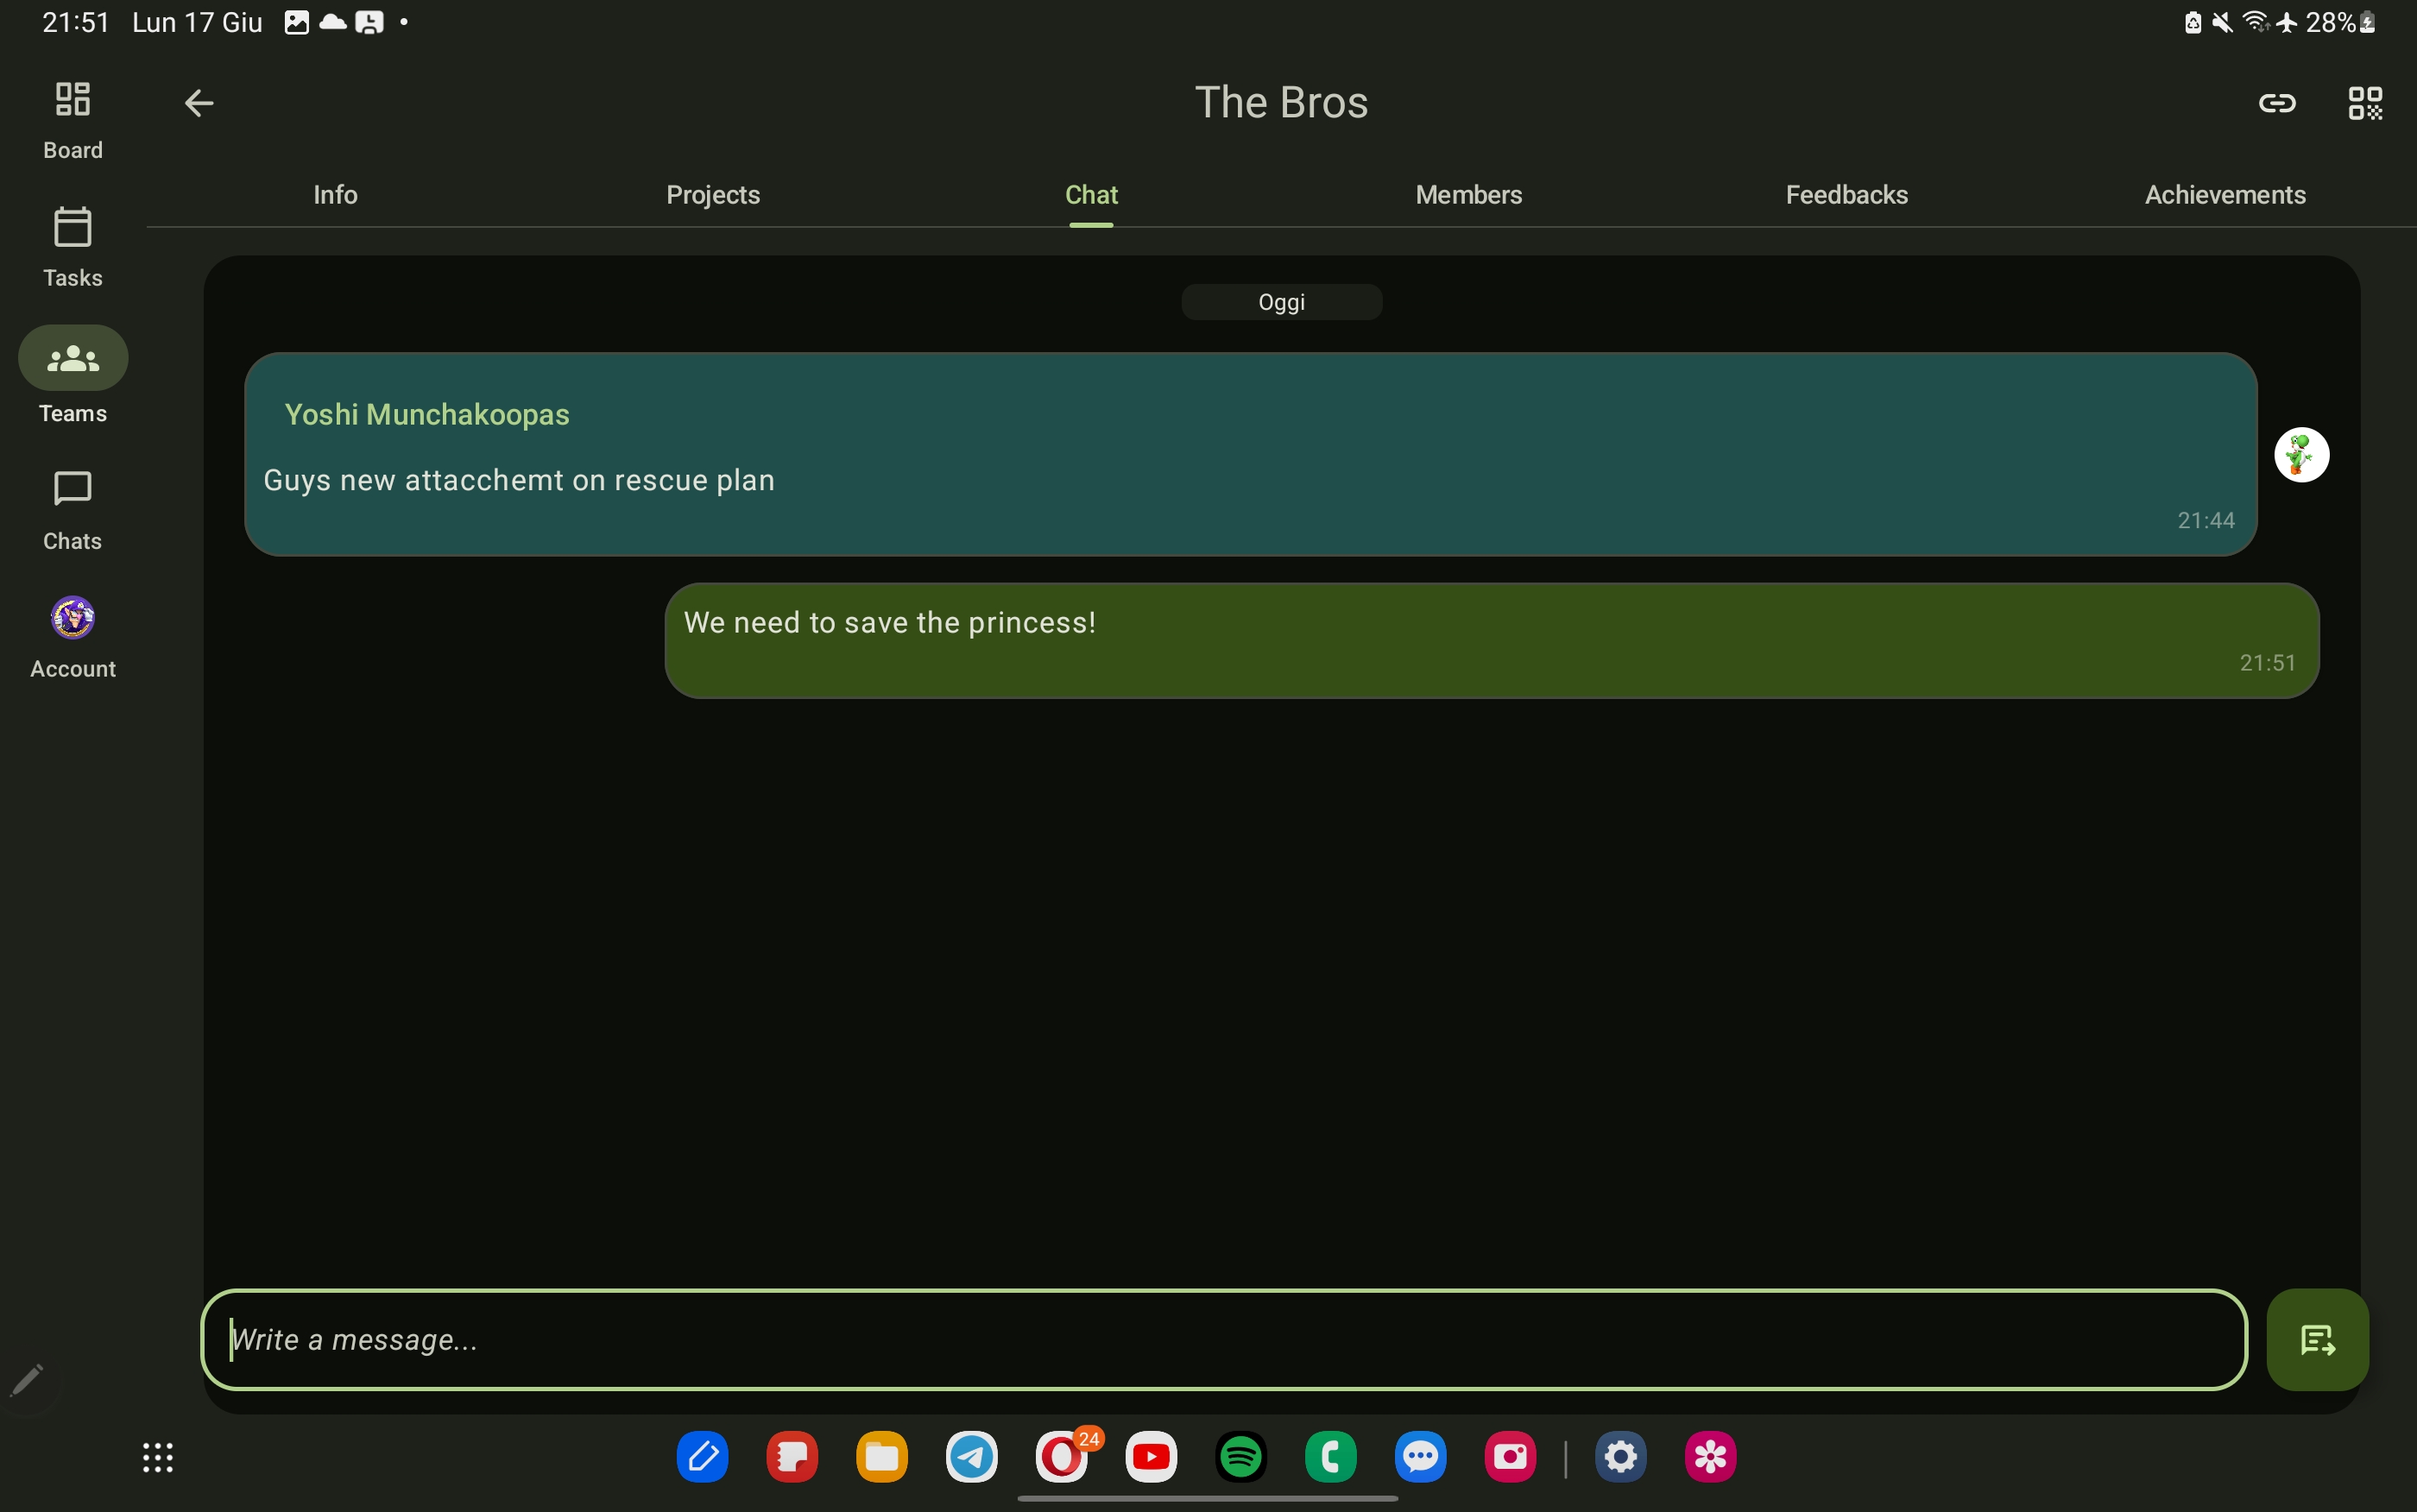 21:51 Lun 17 Giu
28%
The Bros
Board
Tasks
Teams
Chats
Account
Info Projects Chat Members Feedbacks Achievements
Oggi
Yoshi Munchakoopas
Guys new attacchemt on rescue plan
21:44
We need to save the princess!
21:51
Write a message...
24